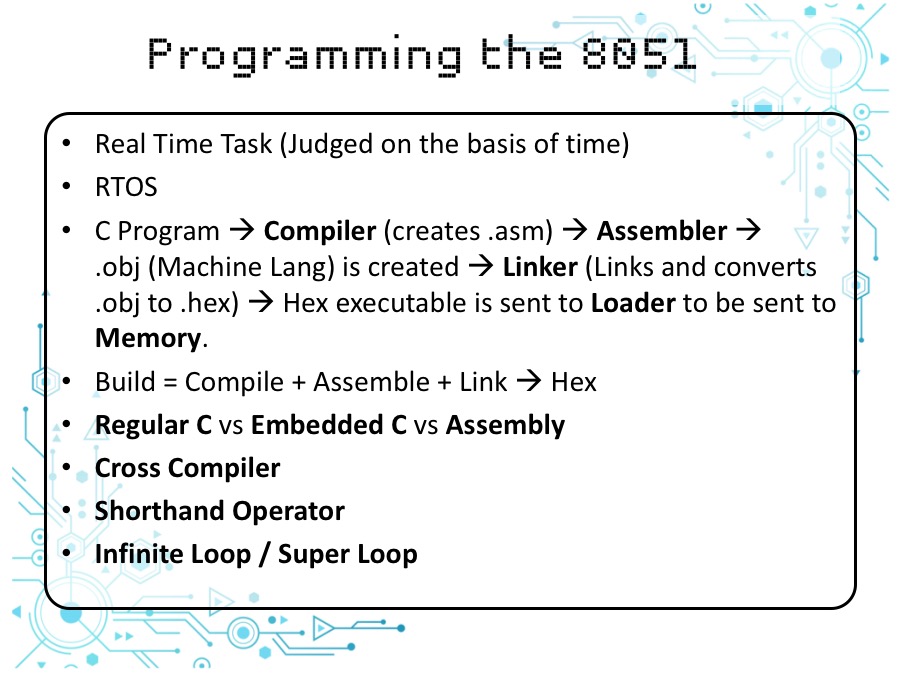 Programming the 8051
• Real Time Task (Judged on the basis of time)
• RTOS
• C Program → Compiler (creates .asm) → Assembler →
.obj (Machine Lang) is created → Linker (Links and converts
.obj to .hex) → Hex executable is sent to Loader to be sent to
Memory.
• Build = Compile + Assemble + Link → Hex
• Regular C vs Embedded C vs Assembly
• Cross Compiler
• Shorthand Operator
• Infinite Loop / Super Loop